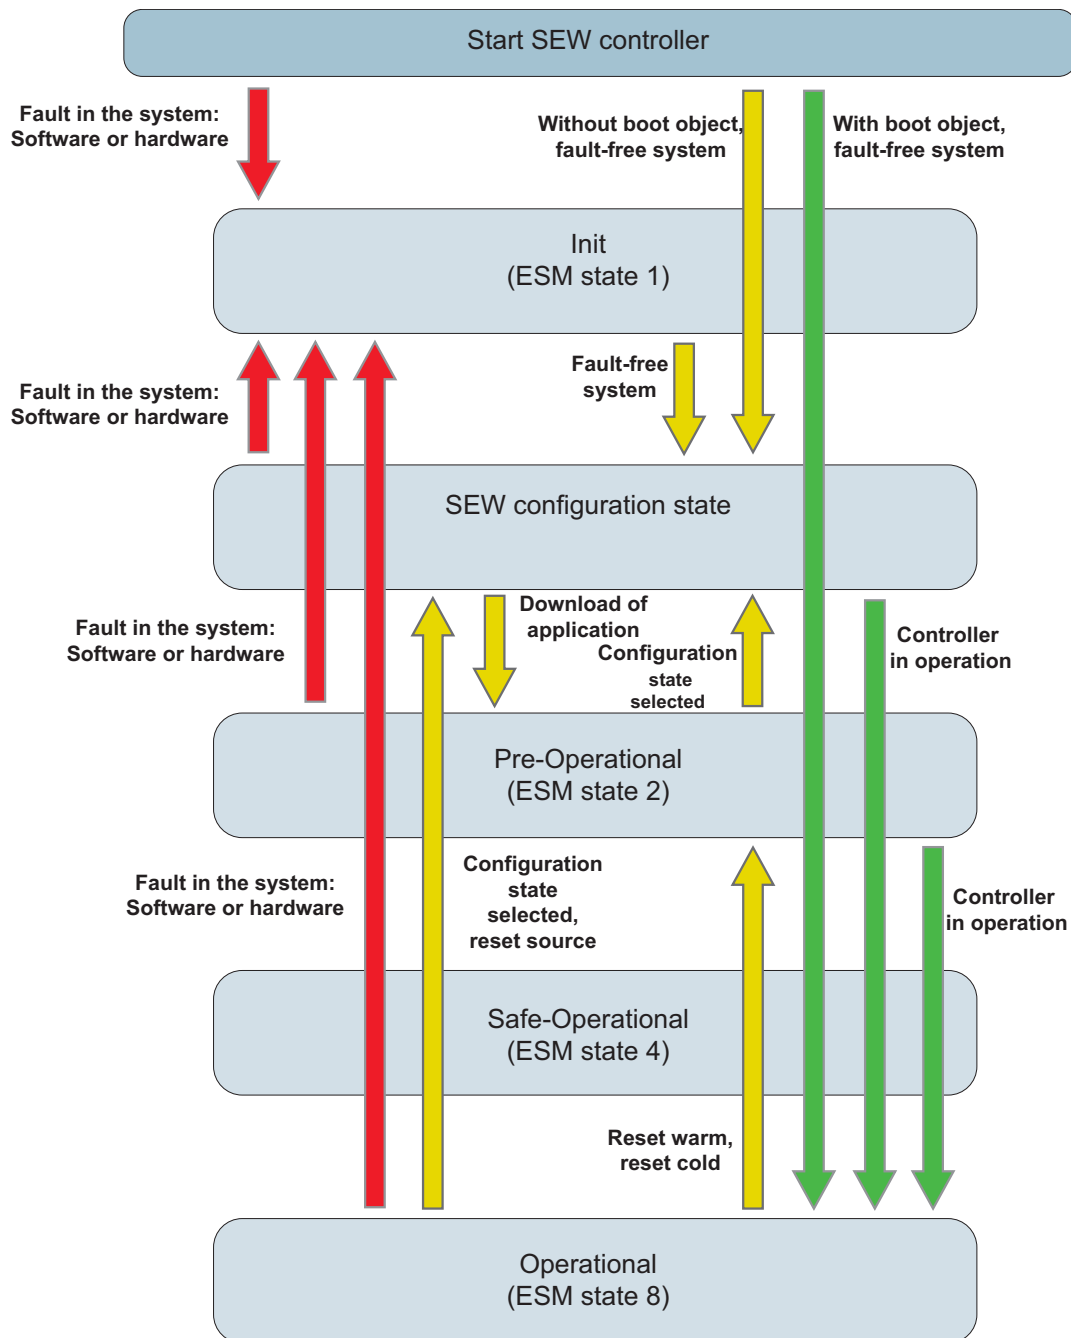 Start SEW controller
Fault in the system:
Software or hardware
Without boot object,
fault-free system
With boot object,
fault-free system
Init
(ESM state 1)
Fault in the system:
Software or hardware
Fault-free
system
SEW configuration state
Fault in the system:
Software or hardware
Download of
application
Configuration
state
selected
Controller
in operation
Pre-Operational
(ESM state 2)
Fault in the system:
Software or hardware
Configuration
state
selected,
reset source
Controller
in operation
Safe-Operational
(ESM state 4)
Reset warm,
reset cold
Operational
(ESM state 8)